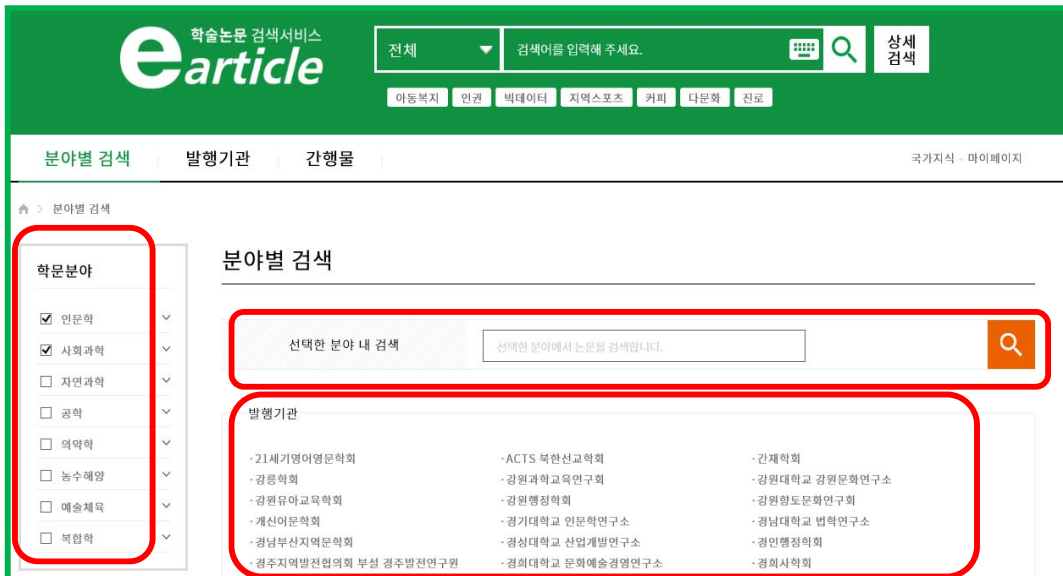 학술논문 검색서비스
earticle
전체
검색어를 입력해 주세요.
상세
검색
아동복지 인권 빅데이터 지역스포츠 커피 다문화 진로
분야별 검색 발행기관 간행물
국가지식 마이페이지
> 분야별 검색
학문분야
인문학
사회과학
자연과학
공학
의약학
농수해양
예술체육
복합학
분야별 검색
선택한 분야 내 검색
선택한 분야에서 논문을 검색합니다.
발행기관
·21세기영어영문학회 ·ACTS 북한선교학회 ·간재학회
·강릉학회 ·강원과학교육연구회 ·강원대학교 강원문화연구소
·강원유아교육학회 ·강원행정학회 ·강원향토문화연구회
·개신어문학회 ·경기대학교 인문학연구소 ·경남대학교 법학연구소
·경남부산지역문학회 ·경성대학교 산업개발연구소 ·경인행정학회
·경주지역발전협의회 부설 경주발전연구원 ·경희대학교 문화예술경영연구소 ·경희사학회